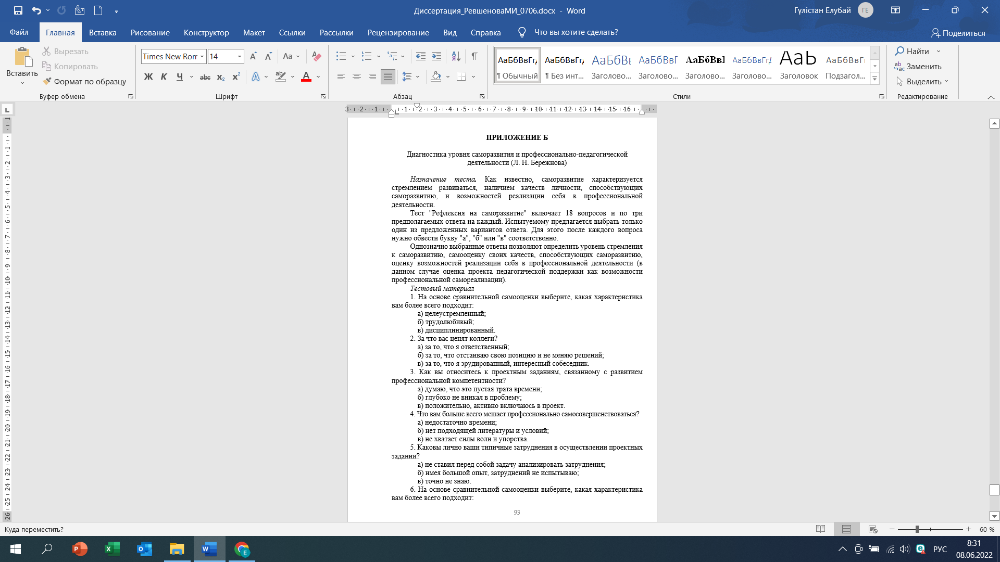 Диссертация_РевшеноваМИ_0706.docx - Word
Гүлістан Елубай
ГЕ
Файл
Главная
Вставка
Рисование
Конструктор
Макет
Ссылки
Рассылки
Рецензирование
Вид
Справка
Что вы хотите сделать?
Поделиться
Вставить
Вырезать
Копировать
Формат по образцу
Буфер обмена
Times New Rom
14
Шрифт
Абзац
АаБбВвГг,
¶ Обычный
АаБбВвГг,
¶ Без инт...
АаБбВв
Заголово...
АаБбВвГ
Заголово...
АаБбВвІ
Заголово...
АаБбВвГг,
Заголово...
АаЬ
Заголовок
АаБбВвГг
Подзагол...
Стили
Найти
Заменить
Выделить
Редактирование
ПРИЛОЖЕНИЕ Б
Диагностика уровня саморазвития и профессионально-педагогической
деятельности (Л. Н. Бережнова)
Назначение теста. Как известно, саморазвитие характеризуется
стремлением развиваться, наличием качеств личности, способствующих
саморазвитию, и возможностей реализации себя в профессиональной
деятельности.
Тест "Рефлексия на саморазвитие" включает 18 вопросов и по три
предполагаемых ответа на каждый. Испытуемому предлагается выбрать только
один из предложенных вариантов ответа. Для этого после каждого вопроса
нужно обвести букву "а", "б" или "в" соответственно.
Однозначно выбранные ответы позволяют определить уровень стремления
к саморазвитию, самооценку своих качеств, способствующих саморазвитию,
оценку возможностей реализации себя в профессиональной деятельности (в
данном случае оценка проекта педагогической поддержки как возможности
профессиональной самореализации).
Тестовый материал
1. На основе сравнительной самооценки выберите, какая характеристика
вам более всего подходит:
а) целеустремленный;
б) трудолюбивый;
в) дисциплинированный.
2. За что вас ценят коллеги?
а) за то, что я ответственный;
б) за то, что отстаиваю свою позицию и не меняю решений;
в) за то, что я эрудированный, интересный собеседник.
3. Как вы относитесь к проектным заданиям, связанному с развитием
профессиональной компетентности?
а) думаю, что это пустая трата времени;
б) глубоко не вникал в проблему;
в) положительно, активно включаюсь в проект.
4. Что вам больше всего мешает профессионально самосовершенствоваться?
а) недостаточно времени;
б) нет подходящей литературы и условий;
в) не хватает силы воли и упорства.
5. Каковы лично ваши типичные затруднения в осуществлении проектных
задании?
а) не ставил перед собой задачу анализировать затруднения;
б) имея большой опыт, затруднений не испытываю;
в) точно не знаю.
6. На основе сравнительной самооценки выберите, какая характеристика
вам более всего подходит:
93
Куда переместить?
60 %
РУС
8:31
08.06.2022